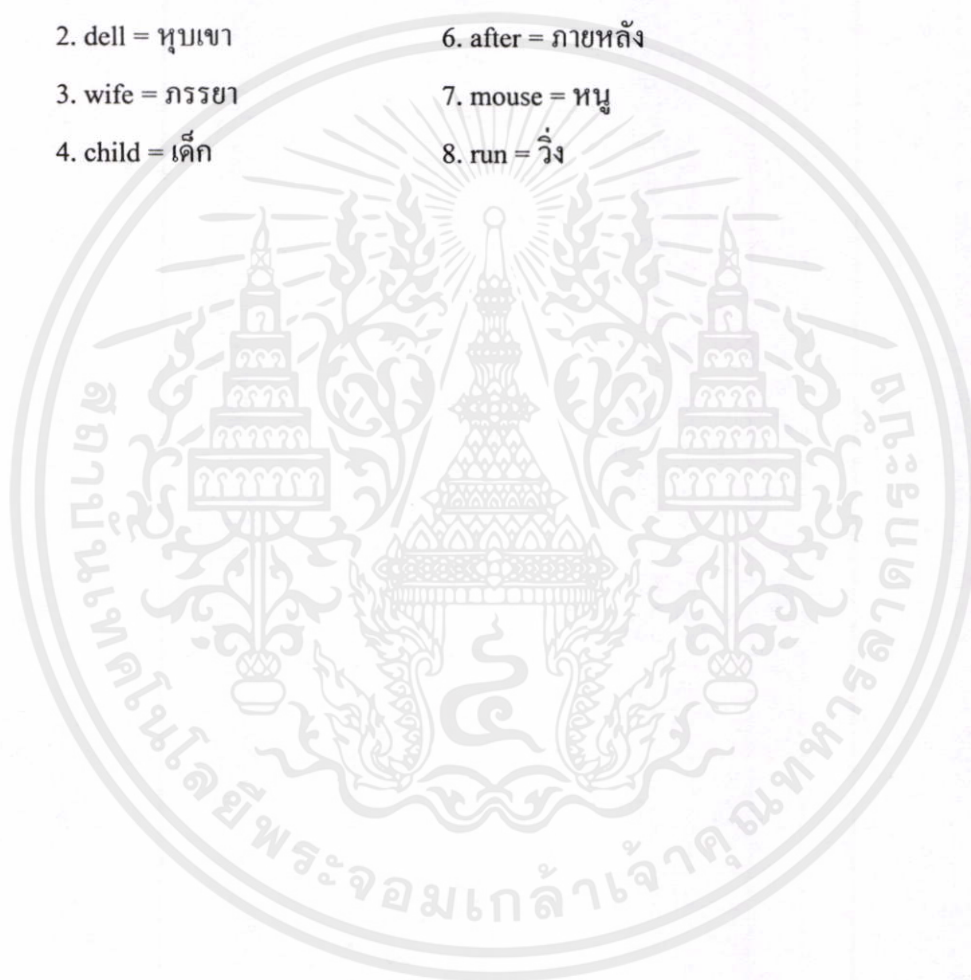 2. dell = หุบเขา
6. after = ภายหลัง
3. wife = ภรรยา
7. mouse = หนู
4. child = เด็ก
8. run = วิ่ง
สถาบันเทคโนโลยีพระจอมเกล้าเจ้าคุณทหารลาดกระบัง